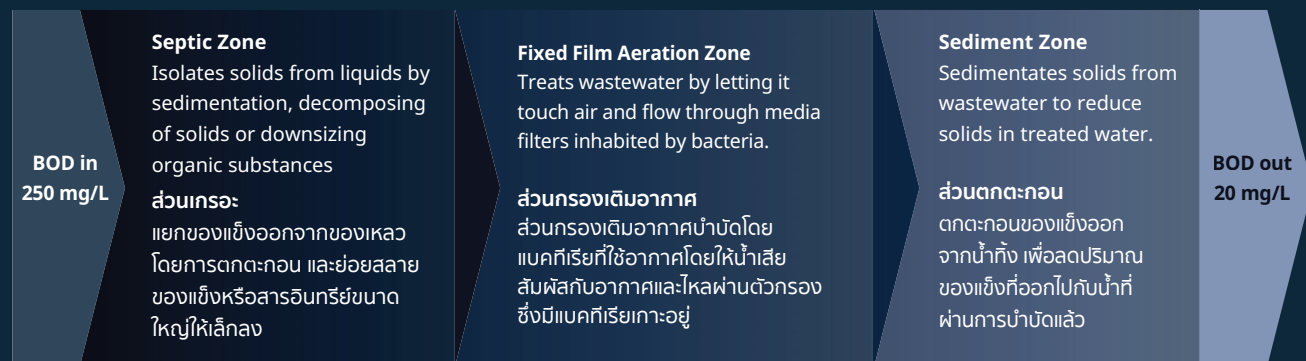 BOD in
250 mg/L
Septic Zone
Isolates solids from liquids by
sedimentation, decomposing
of solids or downsizing
organic substances
ส่วนเกรอะ
แยกของแข็งออกจากของเหลว
โดยการตกตะกอน และย่อยสลาย
ของแข็งหรือสารอินทรีย์ขนาด
ใหญ่ให้เล็กลง
Fixed Film Aeration Zone
Treats wastewater by letting it
touch air and flow through media
filters inhabited by bacteria.
ส่วนกรองเติมอากาศ
ส่วนกรองเติมอากาศบำบัดโดย
แบคทีเรียที่ใช้อากาศโดยให้น้ำเสีย
สัมผัสกับอากาศและไหลผ่านตัวกรอง
ซึ่งมีแบคทีเรียเกาะอยู่
Sediment Zone
Sedimentates solids from
wastewater to reduce
solids in treated water.
ส่วนตกตะกอน
ตกตะกอนของแข็งออก
จากน้ำทิ้ง เพื่อลดปริมาณ
ของแข็งที่ออกไปกับน้ำที่
ผ่านการบำบัดแล้ว
BOD out
20 mg/L